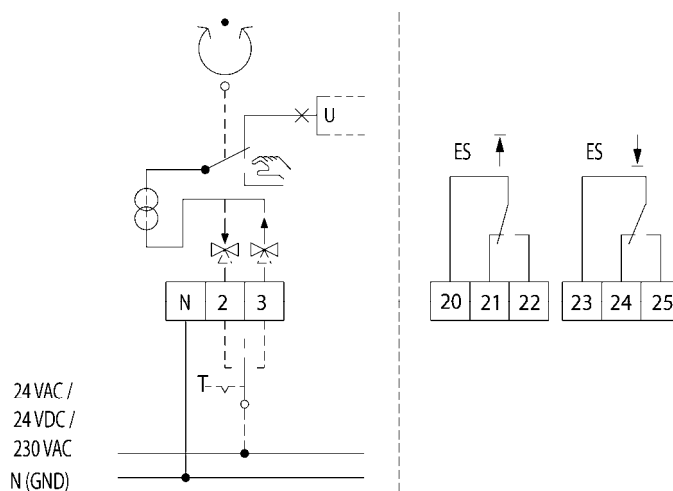 U
ES
ES
N 2 3
20 21 22
23 24 25
T
24 VAC /
24 VDC /
230 VAC
N (GND)